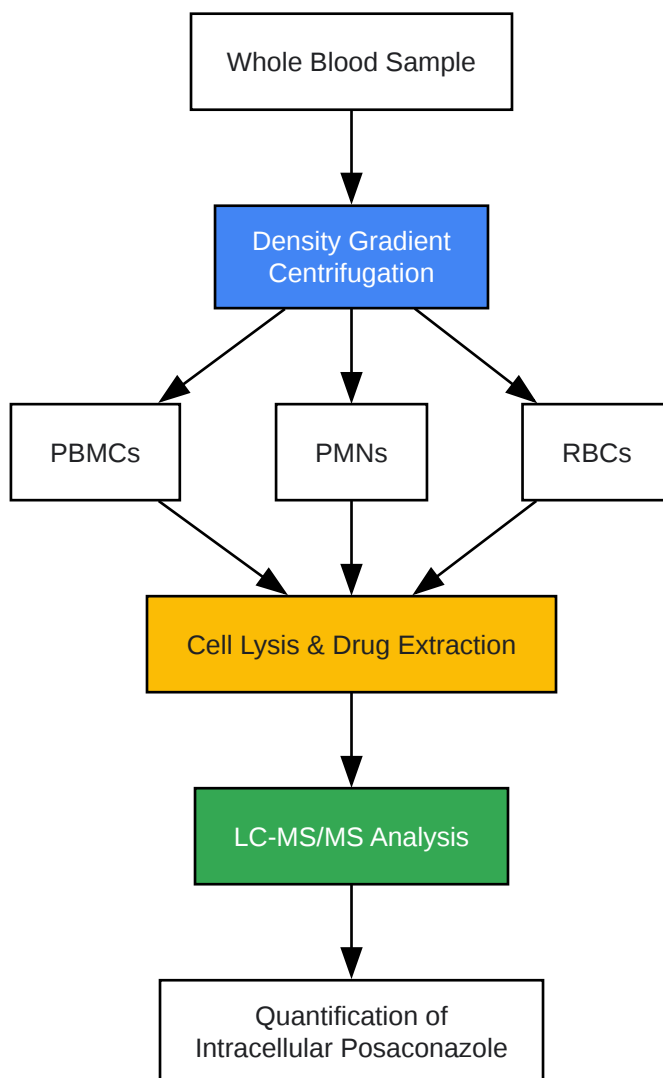 Whole Blood Sample
Density Gradient
Centrifugation
PBMCs
PMNs
RBCs
Cell Lysis & Drug Extraction
LC-MS/MS Analysis
Quantification of
Intracellular Posaconazole